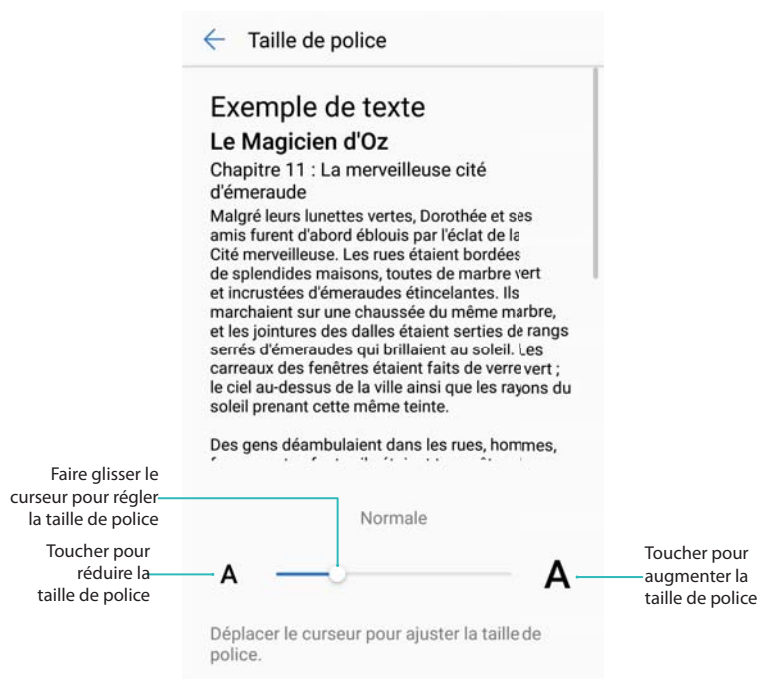 Taille de police
Exemple de texte
Le Magicien d'Oz
Chapitre 11 : La merveilleuse cité
d'émeraude
Malgré leurs lunettes vertes, Dorothée et ses
amis furent d'abord éblouis par l'éclat de la
Cité merveilleuse. Les rues étaient bordées
de splendides maisons, toutes de marbre vert
et incrustées d'émeraudes étincelantes. Ils
marchaient sur une chaussée du même marbre,
et les jointures des dalles étaient serties de rangs
serrés d'émeraudes qui brillaient au soleil. Les
carreaux des fenêtres étaient faits de verre vert ;
le ciel au-dessus de la ville ainsi que les rayons du
soleil prenant cette même teinte.
Des gens déambulaient dans les rues, hommes,
Faire glisser le
curseur pour régler
la taille de police
Normale
Toucher pour
réduire la
taille de police
A
A
Toucher pour
augmenter la
taille de police
Déplacer le curseur pour ajuster la taille de
police.